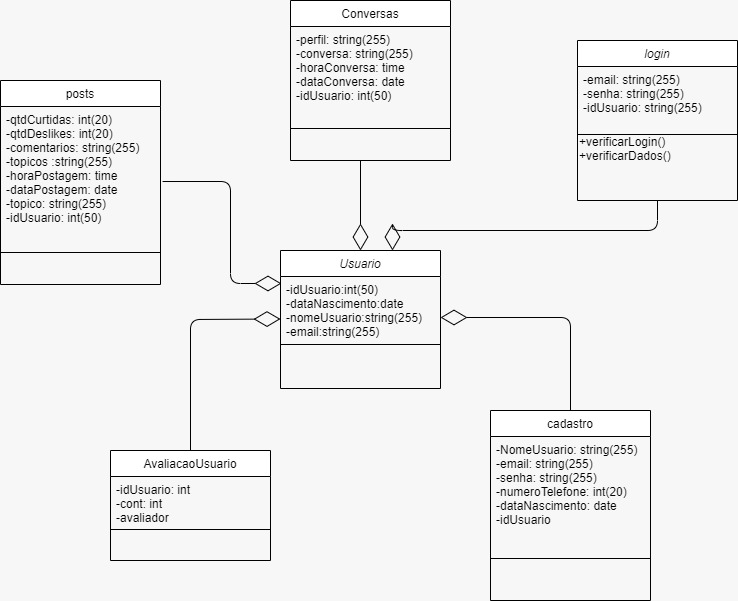 Conversas
-perfil: string(255)
-conversa: string(255)
-horaConversa: time
-dataConversa: date
-idUsuario: int(50)
login
-email: string(255)
-senha: string(255)
-idUsuario: string(255)
+verificarLogin()
+verificarDados()
posts
-qtdCurtidas: int(20)
-qtdDeslikes: int(20)
-comentarios: string(255)
-topicos :string(255)
-horaPostagem: time
-dataPostagem: date
-topico: string(255)
-idUsuario: int(50)
Usuario
-idUsuario:int(50)
-dataNascimento:date
-nomeUsuario:string(255)
-email:string(255)
AvaliacaoUsuario
-idUsuario: int
-cont: int
-avaliador
cadastro
-NomeUsuario: string(255)
-email: string(255)
-senha: string(255)
-numeroTelefone: int(20)
-dataNascimento: date
-idUsuario